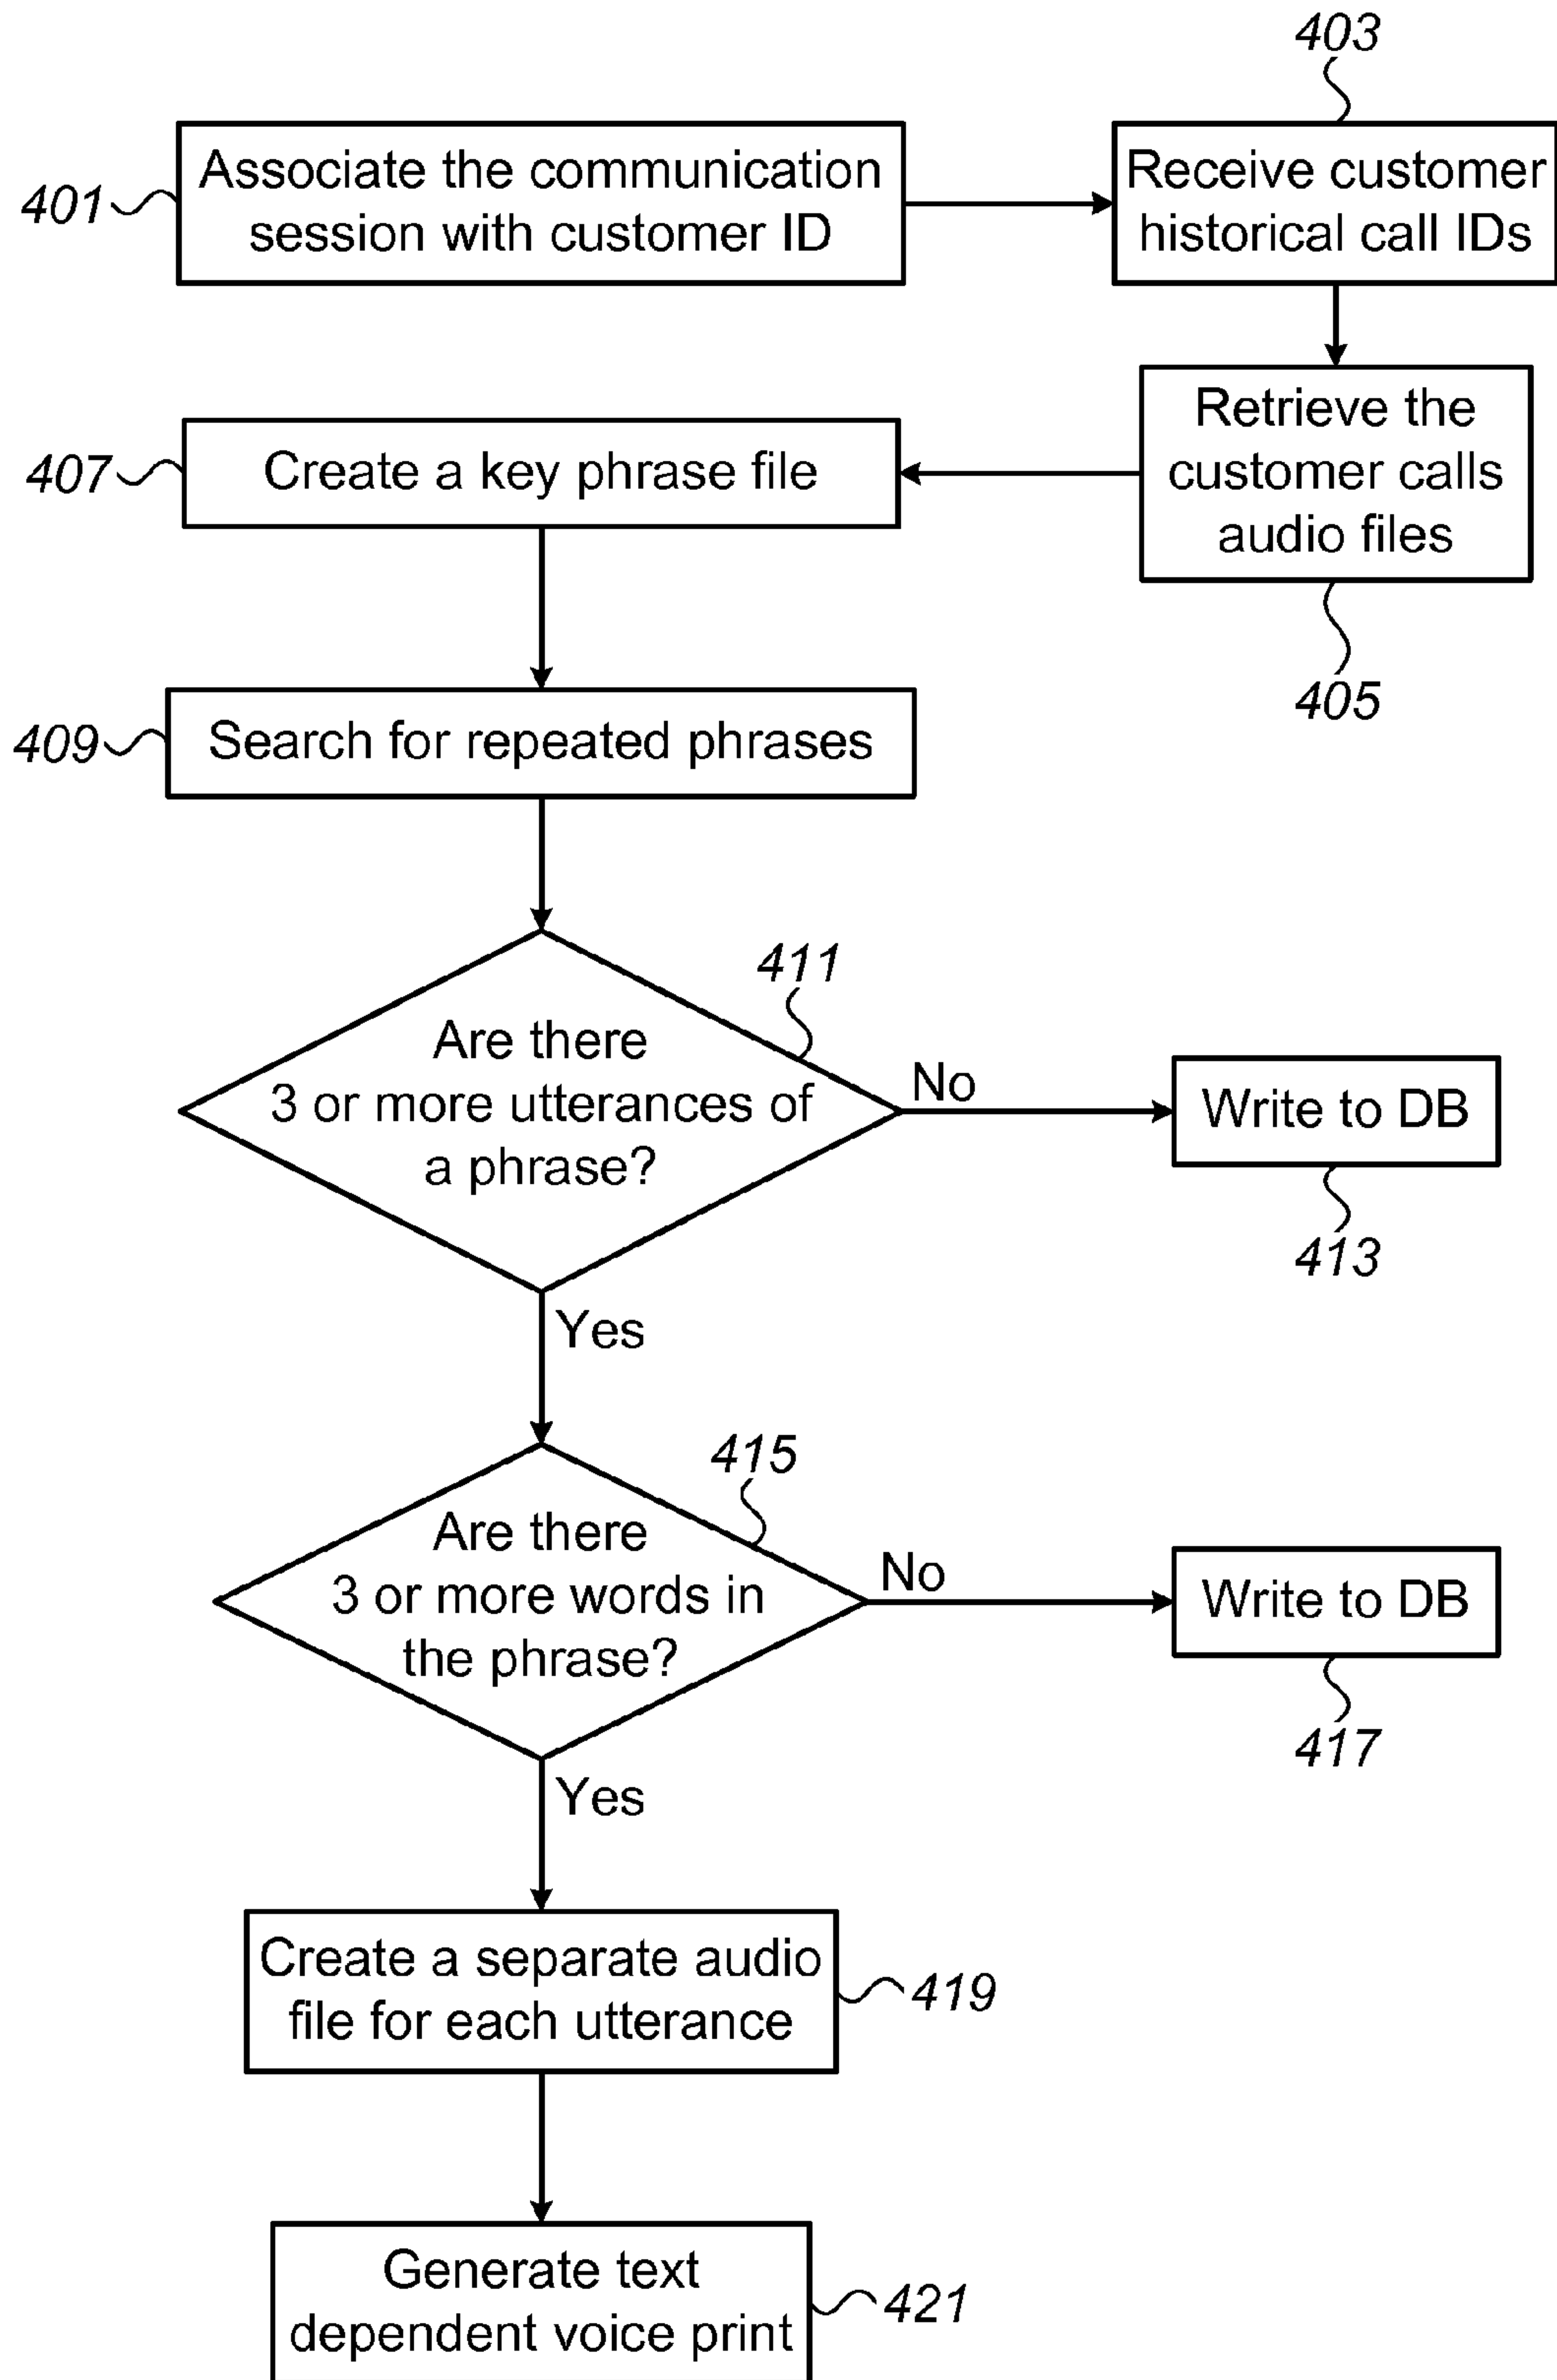 403
401
Associate the communication
session with customer ID
Receive customer
historical call IDs
407
Create a key phrase file
Retrieve the
customer calls
audio files
405
409
Search for repeated phrases
411
Are there
3 or more utterances of
a phrase?
No
Write to DB
413
Yes
415
Are there
3 or more words in
the phrase?
No
Write to DB
417
Yes
Create a separate audio
file for each utterance
419
Generate text
dependent voice print
421